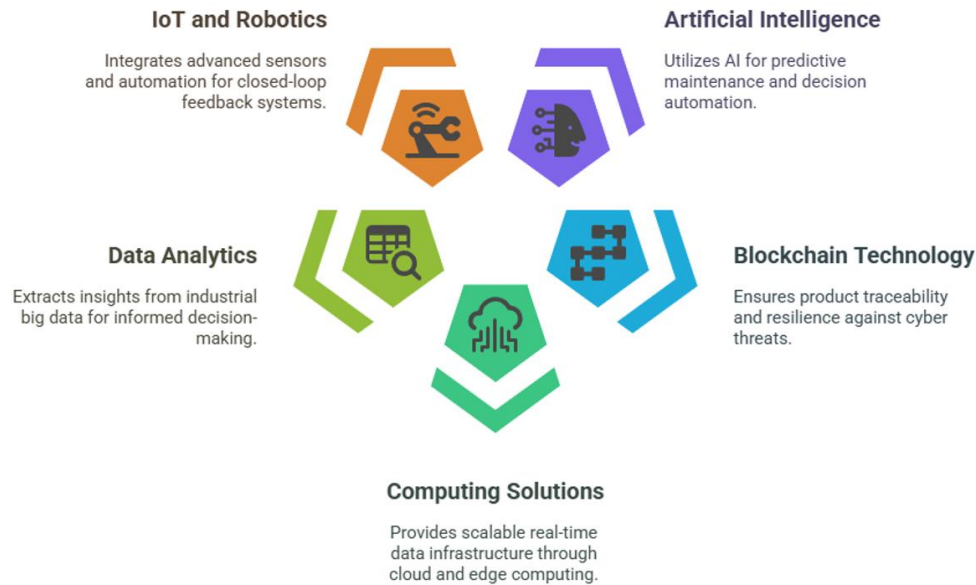 IoT and Robotics
Integrates advanced sensors
and automation for closed-loop
feedback systems.
Artificial Intelligence
Utilizes AI for predictive
maintenance and decision
automation.
Data Analytics
Extracts insights from industrial
big data for informed decision-
making.
Blockchain Technology
Ensures product traceability
and resilience against cyber
threats.
Computing Solutions
Provides scalable real-time
data infrastructure through
cloud and edge computing.